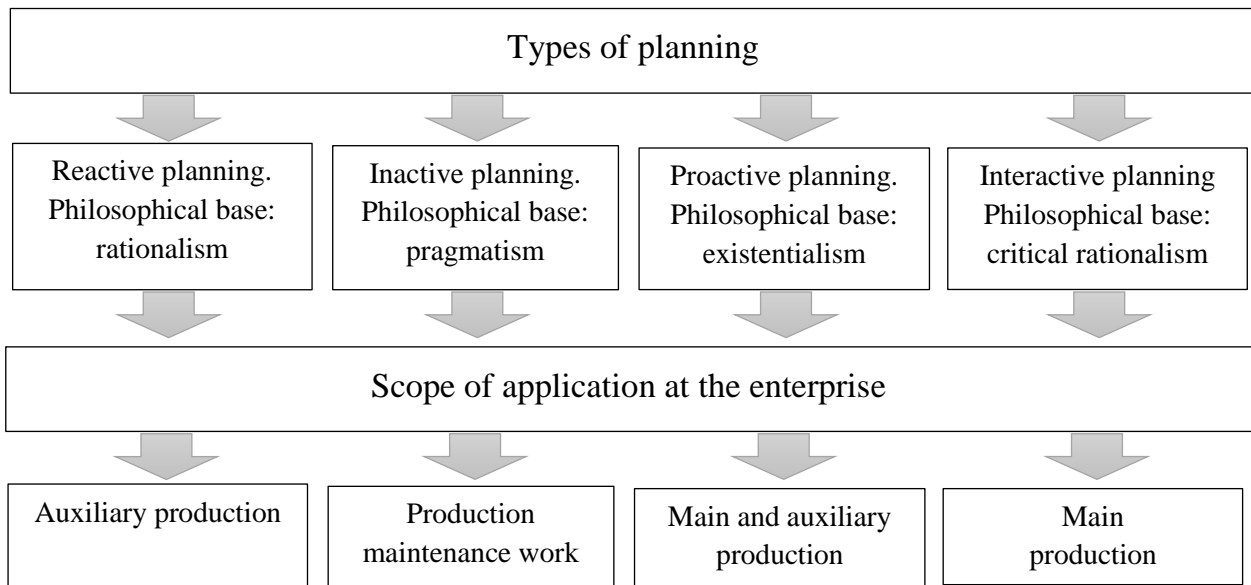 Types of planning
Reactive planning.
Philosophical base:
rationalism
Inactive planning.
Philosophical base:
pragmatism
Proactive planning.
Philosophical base:
existentialism
Interactive planning
Philosophical base:
critical rationalism
Scope of application at the enterprise
Auxiliary production
Production
maintenance work
Main and auxiliary
production
Main
production